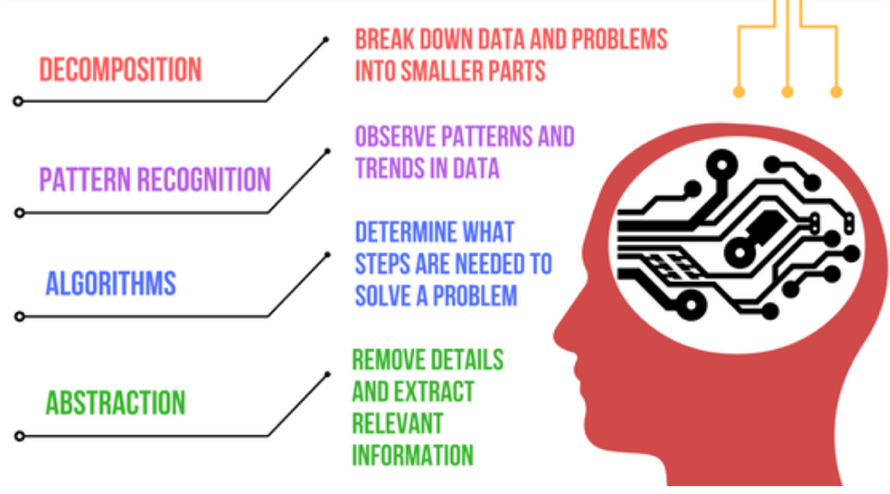 DECOMPOSITION
BREAK DOWN DATA AND PROBLEMS
INTO SMALLER PARTS
PATTERN RECOGNITION
OBSERVE PATTERNS AND
TRENDS IN DATA
ALGORITHMS
DETERMINE WHAT
STEPS ARE NEEDED TO
SOLVE A PROBLEM
ABSTRACTION
REMOVE DETAILS
AND EXTRACT
RELEVANT
INFORMATION